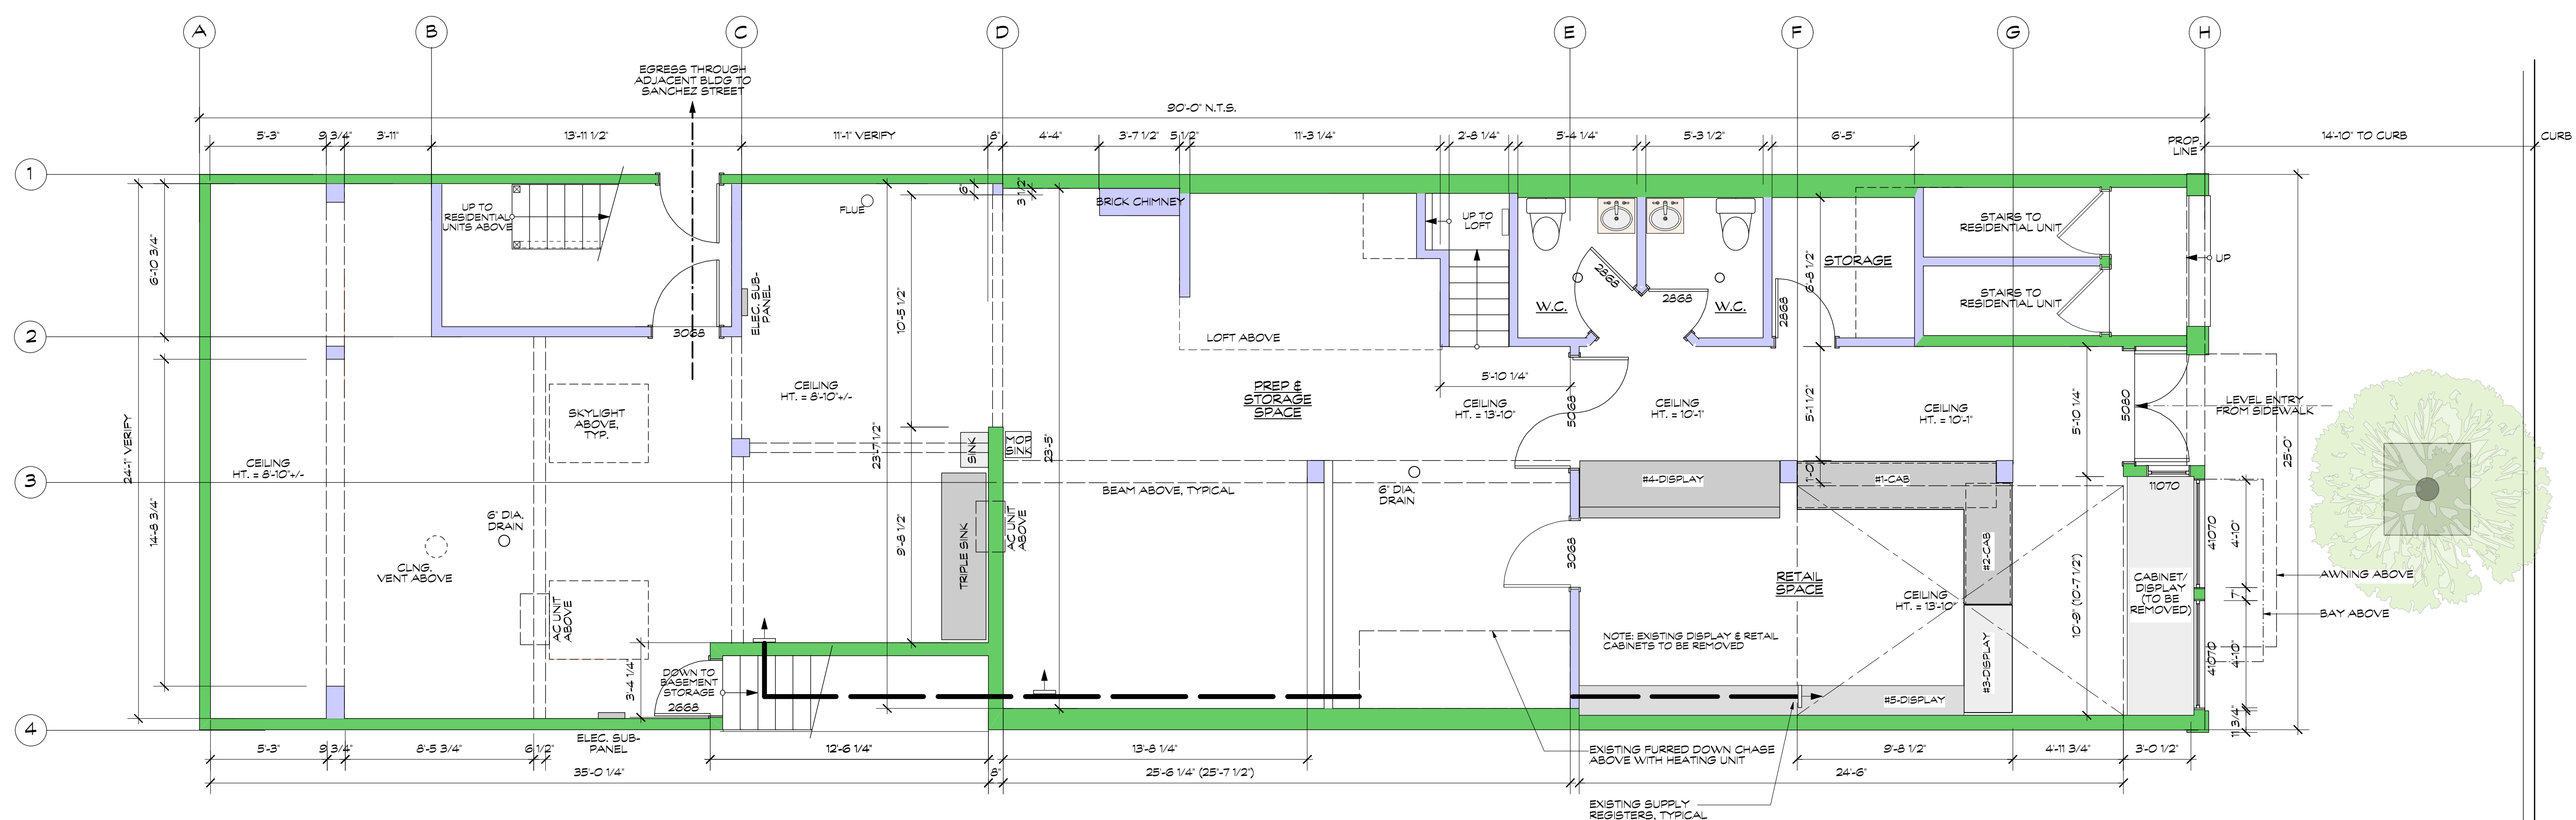 A
B
C
D
E
F
G
H
EGRESS THROUGH
ADJACENT BLDG TO
SANCHEZ STREET
90'-0" N.T.S.
5'-3"
9 3/4"
3'-11"
13'-11 1/2"
11'-1" VERIFY
8"
4'-4"
3'-7 1/2"
5 1/2"
11'-3 1/4"
2'-8 1/4"
5'-4 1/4"
5'-3 1/2"
6'-5"
PROP.
LINE
14'-10" TO CURB
CURB
1
2
3
4
24'-1" VERIFY
6'-10 3/4"
14'-8 3/4"
UP TO
RESIDENTIAL
UNITS ABOVE
3068
ELEC. SUB-
PANEL
FLUE
6"
3 1/2"
10'-5 1/2"
BRICK CHIMNEY
LOFT ABOVE
UP TO
LOFT
W.C.
2868
2868
W.C.
2868
6'-8 1/2"
STORAGE
STAIRS TO
RESIDENTIAL UNIT
STAIRS TO
RESIDENTIAL UNIT
UP
CEILING
HT. = 8'-10"+/-
SKYLIGHT
ABOVE,
TYP.
CEILING
HT. = 8'-10"+/-
23'-7 1/2"
SINK
MOP
SINK
23'-5"
PREP &
STORAGE
SPACE
5'-10 1/4"
CEILING
HT. = 13'-10"
5068
CEILING
HT. = 10'-1"
5'-1 1/2"
CEILING
HT. = 10'-1"
5'-10 1/4"
5080
LEVEL ENTRY
FROM SIDEWALK
25'-0"
BEAM ABOVE, TYPICAL
6" DIA.
DRAIN
#4-DISPLAY
1'-0"
#1-CAB
11070
6" DIA.
DRAIN
CLNG.
VENT ABOVE
AC UNIT
ABOVE
9'-8 1/2"
TRIPLE SINK
AC UNIT
ABOVE
3068
RETAIL
SPACE
#2-CAB
CEILING
HT. = 13'-10"
10'-9" (10'-7 1/2")
CABINET/
DISPLAY
(TO BE
REMOVED)
41070
4'-10"
7"
41070
4'-10"
11 3/4"
AWNING ABOVE
BAY ABOVE
NOTE: EXISTING DISPLAY & RETAIL
CABINETS TO BE REMOVED
#3-DISPLAY
#5-DISPLAY
DOWN TO
BASEMENT
STORAGE
3'-4 1/4"
2668
ELEC. SUB-
PANEL
5'-3"
9 3/4"
8'-5 3/4"
6 1/2"
12'-6 1/4"
13'-8 1/4"
EXISTING FURRED DOWN CHASE
ABOVE WITH HEATING UNIT
9'-8 1/2"
4'-11 3/4"
3'-0 1/2"
35'-0 1/4"
8"
25'-6 1/4" (25'-7 1/2")
24'-6"
EXISTING SUPPLY
REGISTERS, TYPICAL